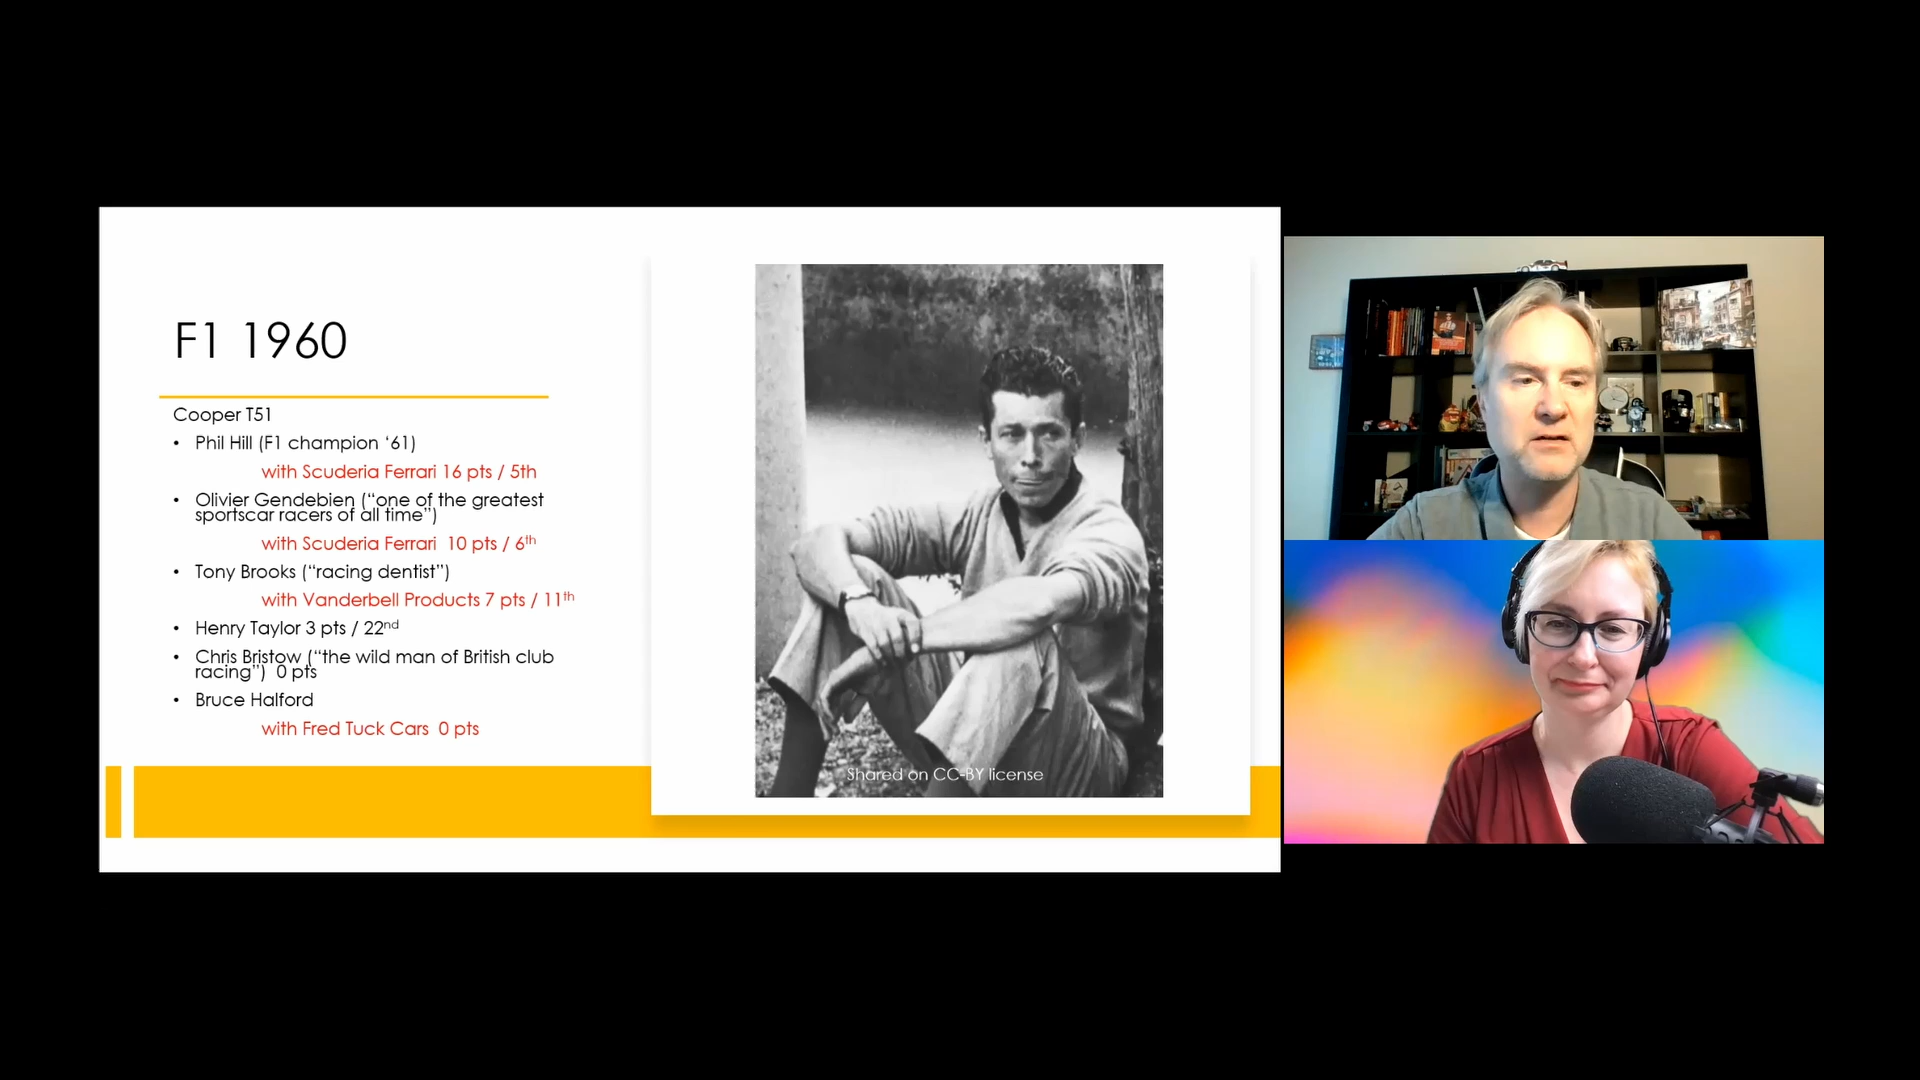 F1 1960
Cooper T51
• Phil Hill (F1 champion ‘61)
with Scuderia Ferrari 16 pts / 5th
• Olivier Gendebien (“one of the greatest
sportscar racers of all time”)
with Scuderia Ferrari 10 pts / 6th
• Tony Brooks (“racing dentist”)
with Vanderbell Products 7 pts / 11th
• Henry Taylor 3 pts / 22nd
• Chris Bristow (“the wild man of British club
racing”) 0 pts
• Bruce Halford
with Fred Tuck Cars 0 pts
Shared on CC-BY license